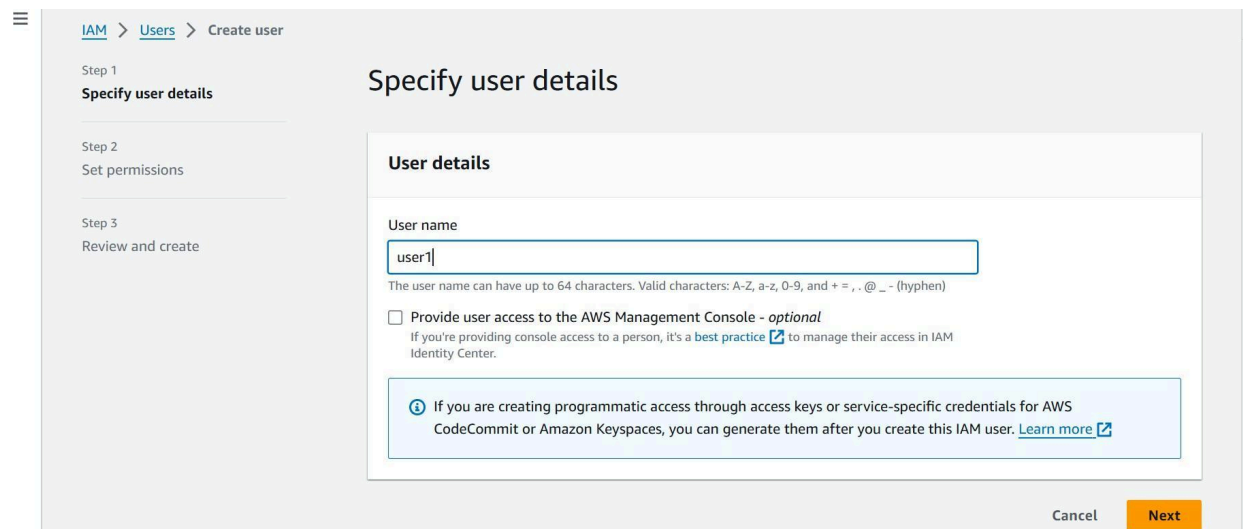 IAM > Users > Create user
Step 1
Specify user details
Step 2
Set permissions
Step 3
Review and create
Specify user details
User details
User name
user1
The user name can have up to 64 characters. Valid characters: A-Z, a-z, 0-9, and + = , . @ _ - (hyphen)
Provide user access to the AWS Management Console - optional
If you're providing console access to a person, it's a best practice to manage their access in IAM
Identity Center.
If you are creating programmatic access through access keys or service-specific credentials for AWS
CodeCommit or Amazon Keyspaces, you can generate them after you create this IAM user. Learn more
Cancel
Next